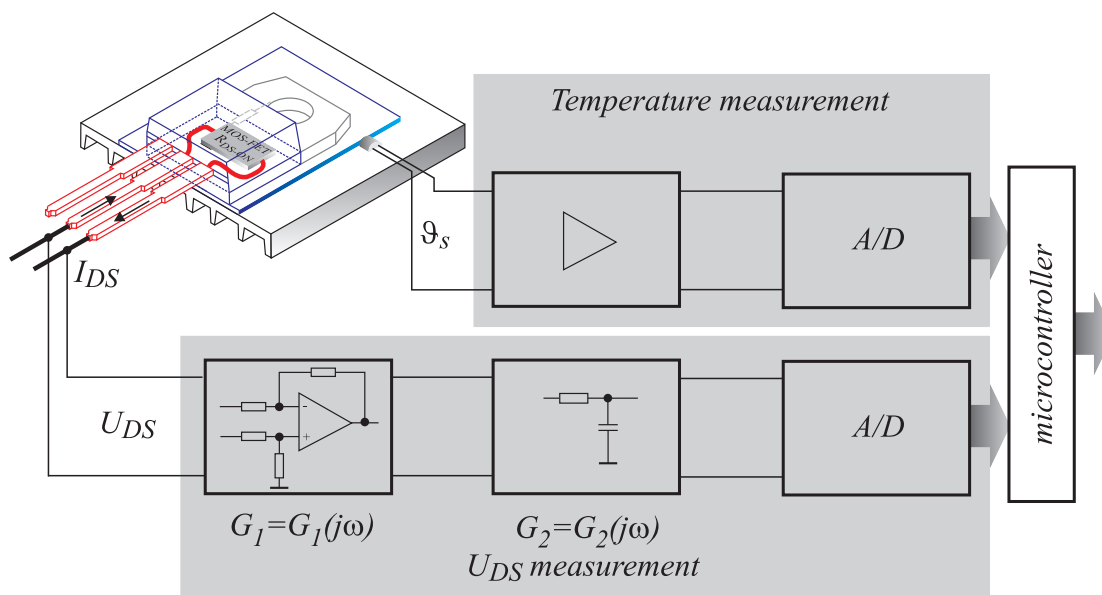 Temperature measurement
MOS-FET
R_DS-ON
ϑ_s
A/D
microcontroller
I_DS
U_DS
-
+
A/D
G_1=G_1(jω)
G_2=G_2(jω)
U_DS measurement